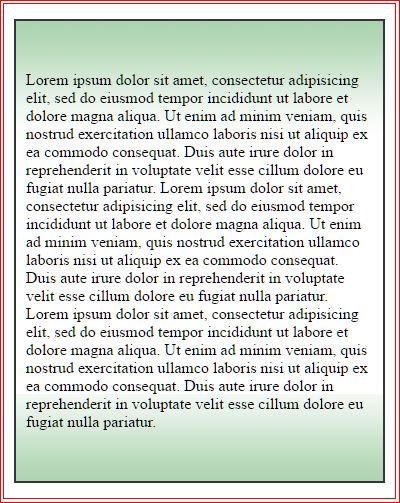 Lorem ipsum dolor sit amet, consectetur adipisicing
elit, sed do eiusmod tempor incididunt ut labore et
dolore magna aliqua. Ut enim ad minim veniam, quis
nostrud exercitation ullamco laboris nisi ut aliquip ex
ea commodo consequat. Duis aute irure dolor in
reprehenderit in voluptate velit esse cillum dolore eu
fugiat nulla pariatur. Lorem ipsum dolor sit amet,
consectetur adipisicing elit, sed do eiusmod tempor
incididunt ut labore et dolore magna aliqua. Ut enim
ad minim veniam, quis nostrud exercitation ullamco
laboris nisi ut aliquip ex ea commodo consequat.
Duis aute irure dolor in reprehenderit in voluptate
velit esse cillum dolore eu fugiat nulla pariatur.
Lorem ipsum dolor sit amet, consectetur adipisicing
elit, sed do eiusmod tempor incididunt ut labore et
dolore magna aliqua. Ut enim ad minim veniam, quis
nostrud exercitation ullamco laboris nisi ut aliquip ex
ea commodo consequat. Duis aute irure dolor in
reprehenderit in voluptate velit esse cillum dolore eu
fugiat nulla pariatur.